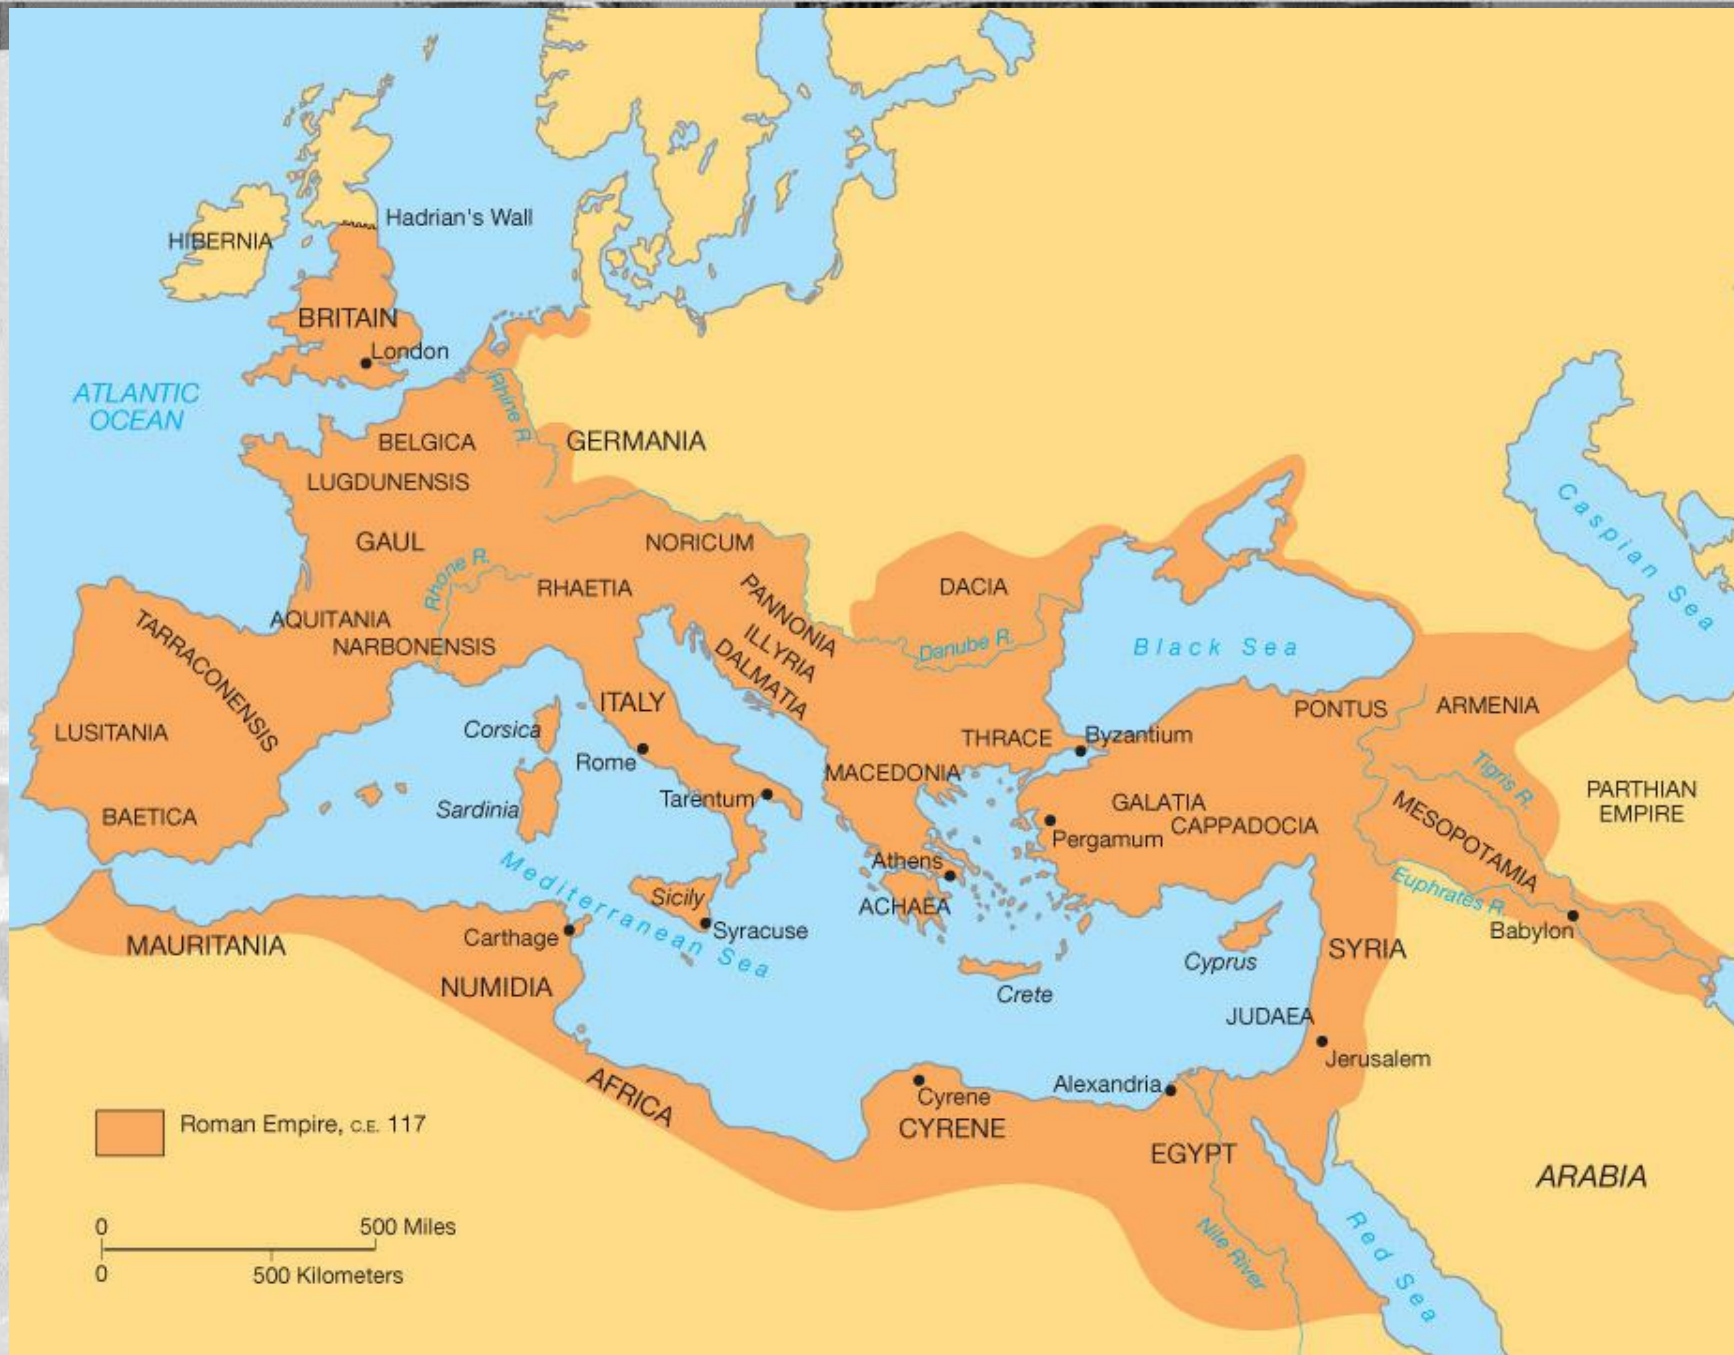 Hadrian's Wall
HIBERNIA
BRITAIN
London
ATLANTIC
OCEAN
Rhine R.
BELGICA
GERMANIA
LUGDUNENSIS
Caspian Sea
GAUL
NORICUM
Rhone R.
RHAETIA
DACIA
PANNONIA
ILLYRIA
DALMATIA
AQUITANIA
TARRACONENSIS
NARBONENSIS
Danube R.
Black Sea
ITALY
PONTUS
ARMENIA
LUSITANIA
Corsica
THRACE
Byzantium
Rome
MACEDONIA
Tigris R.
Tarentum
Sardinia
BAETICA
GALATIA
CAPPADOCIA
PARTHIAN
EMPIRE
MESOPOTAMIA
Pergamum
Athens
Mediterranean Sea
Sicily
ACHAEA
Euphrates R.
Syracuse
Babylon
Carthage
MAURITANIA
SYRIA
Cyprus
NUMIDIA
Crete
JUDAEA
Jerusalem
AFRICA
Alexandria
Cyrene
CYRENE
Roman Empire, C.E. 117
EGYPT
ARABIA
Nile River
Red Sea
0 500 Miles
0 500 Kilometers